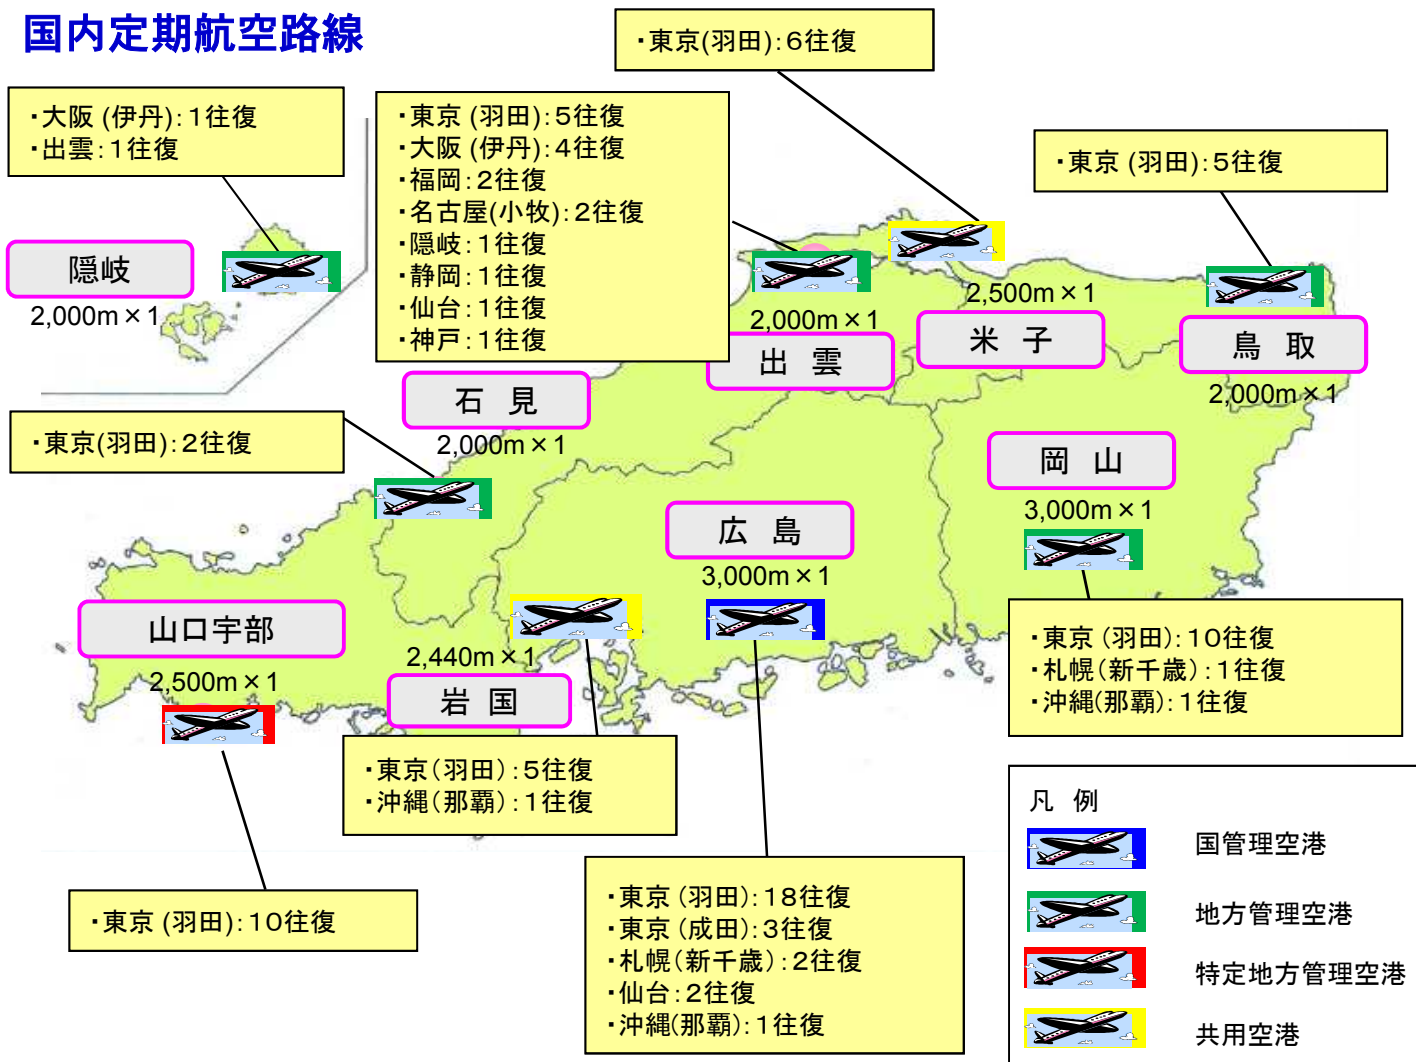 国内定期航空路線
・東京(羽田)：６往復
・大阪 (伊丹)：１往復
・出雲：１往復
・東京 (羽田)：５往復
・大阪 (伊丹)：４往復
・福岡：２往復
・名古屋(小牧)：２往復
・隠岐：１往復
・静岡：１往復
・仙台：１往復
・神戸：１往復
・東京 (羽田)：５往復
隠岐
2,000m×1
2,000m×1
出 雲
2,500m×1
米 子
鳥 取
2,000m×1
石 見
2,000m×1
・東京(羽田)：２往復
岡 山
3,000m×1
広 島
3,000m×1
山口宇部
2,500m×1
2,440m×1
岩 国
・東京（羽田）：１０往復
・札幌（新千歳）：１往復
・沖縄(那覇）：１往復
・東京（羽田）：５往復
・沖縄（那覇）：１往復
・東京 (羽田)：１０往復
・東京（羽田）：１８往復
・東京（成田）：３往復
・札幌（新千歳）：２往復
・仙台：２往復
・沖縄(那覇）：１往復
凡 例
国管理空港
地方管理空港
特定地方管理空港
共用空港